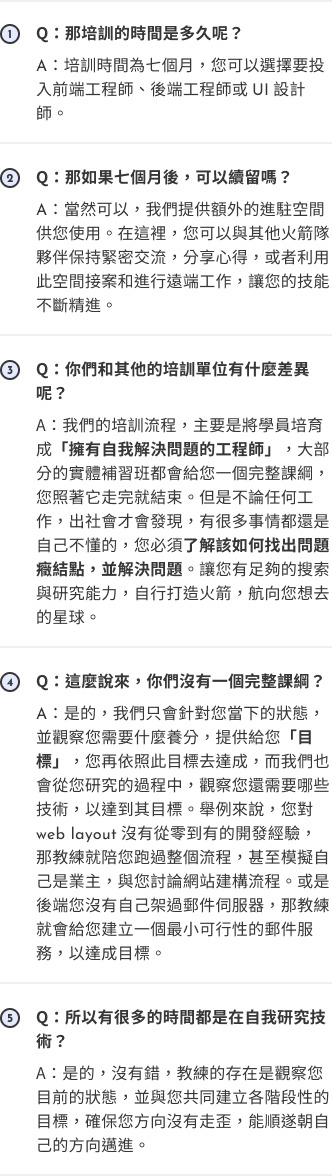 1 Q：那培訓的時間是多久呢？
A：培訓時間為七個月，您可以選擇要投
入前端工程師、後端工程師或 UI 設計
師。
2 Q：那如果七個月後，可以續留嗎？
A：當然可以，我們提供額外的進駐空間
供您使用。在這裡，您可以與其他火箭隊
夥伴保持緊密交流，分享心得，或者利用
此空間接案和進行遠端工作，讓您的技能
不斷精進。
3 Q：你們和其他的培訓單位有什麼差異
呢？
A：我們的培訓流程，主要是將學員培育
成「擁有自我解決問題的工程師」，大部
分的實體補習班都會給您一個完整課綱，
您照著它走完就結束。但是不論任何工
作，出社會才會發現，有很多事情都還是
自己不懂的，您必須了解該如何找出問題
癥結點，並解決問題。讓您有足夠的搜索
與研究能力，自行打造火箭，航向您想去
的星球。
4 Q：這麼說來，你們沒有一個完整課綱？
A：是的，我們只會針對您當下的狀態，
並觀察您需要什麼養分，提供給您「目
標」，您再依照此目標去達成，而我們也
會從您研究的過程中，觀察您還需要哪些
技術，以達到其目標。舉例來說，您對
web layout 沒有從零到有的開發經驗，
那教練就陪您跑過整個流程，甚至模擬自
己是業主，與您討論網站建構流程。或是
後端您沒有自己架過郵件伺服器，那教練
就會給您建立一個最小可行性的郵件服
務，以達成目標。
5 Q：所以有很多的時間都是在自我研究技
術？
A：是的，沒有錯，教練的存在是觀察您
目前的狀態，並與您共同建立各階段性的
目標，確保您方向沒有走歪，能順遂朝自
己的方向邁進。